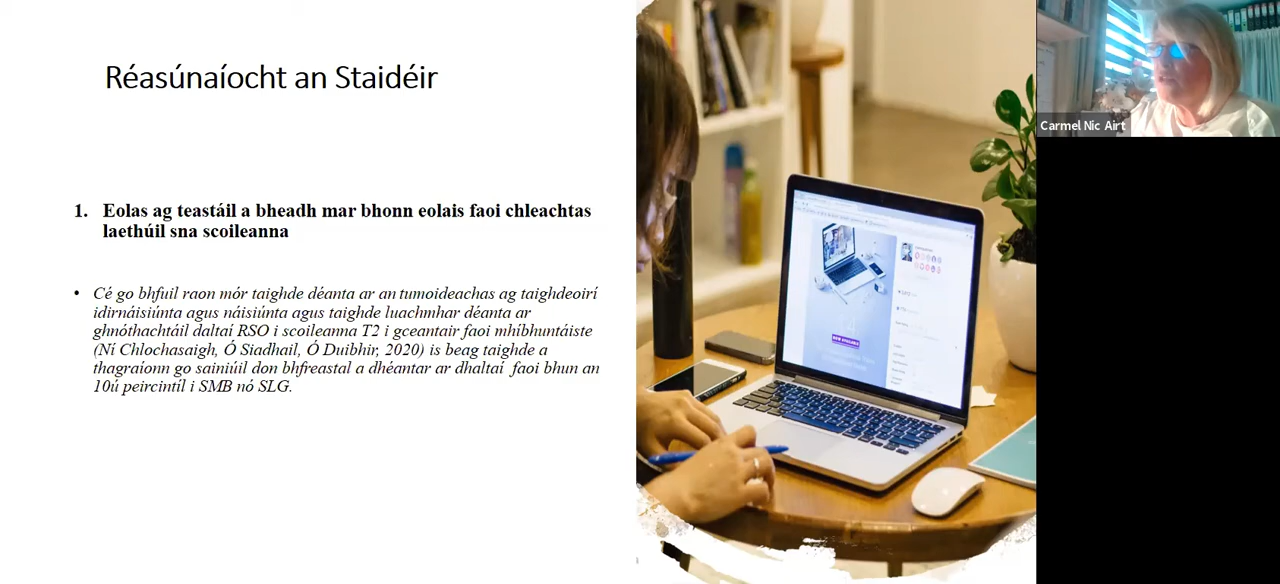 Réasúnaíocht an Staidéir
1. Eolas ag teastáil a bheadh mar bhonn eolais faoi chleachtas
laethúil sna scoileanna
• Cé go bhfuil raon mór taighde déanta ar an tumoideachas ag taighdeoirí
idirnáisiúnta agus náisiúnta agus taighde luachmhar déanta ar
ghnóthachtáil daltaí RSO i scoileanna T2 i gceantair faoi mhíbhuntáiste
(Ní Chlochasaigh, Ó Siadhail, Ó Duibhir, 2020) is beag taighde a
thagraíonn go sainiúil don bhfreastal a dhéantar ar dhaltaí faoi bhun an
10ú peircintíl i SMB nó SLG.
Carmel Nic Airt